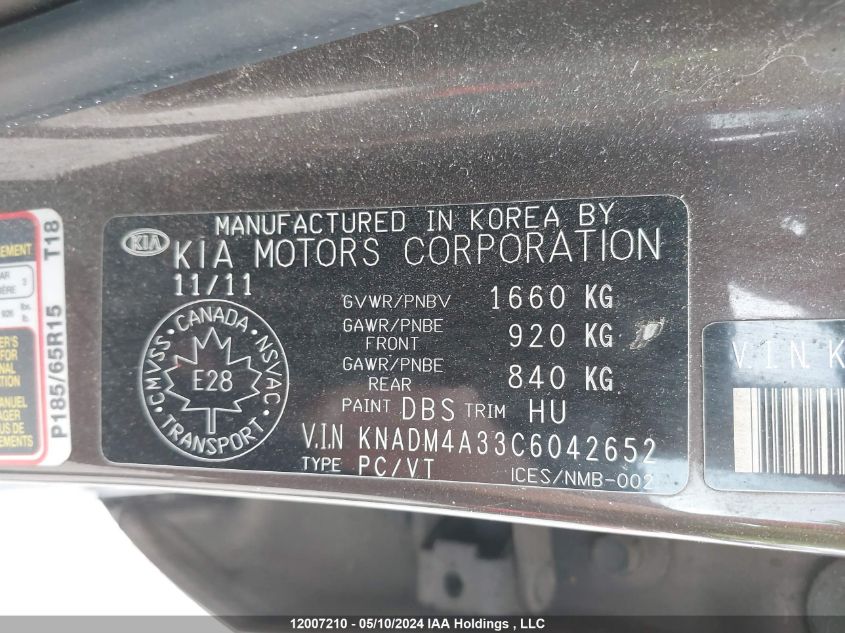 MANUFACTURED IN KOREA BY
KIA
KIA MOTORS CORPORATION
11/11
GVWR/PNBV 1660 KG
GAWR/PNBE FRONT 920 KG
GAWR/PNBE REAR 840 KG
PAINT DBS TRIM HU
V.I.N KNADM4A33C6042652
TYPE PC/VT
ICES/NMB-002
CANADA
CMVSS
NSVAC
E28
TRANSPORT
P185/65R15 T18
V.I.N.K
12007210 - 05/10/2024 IAA Holdings , LLC